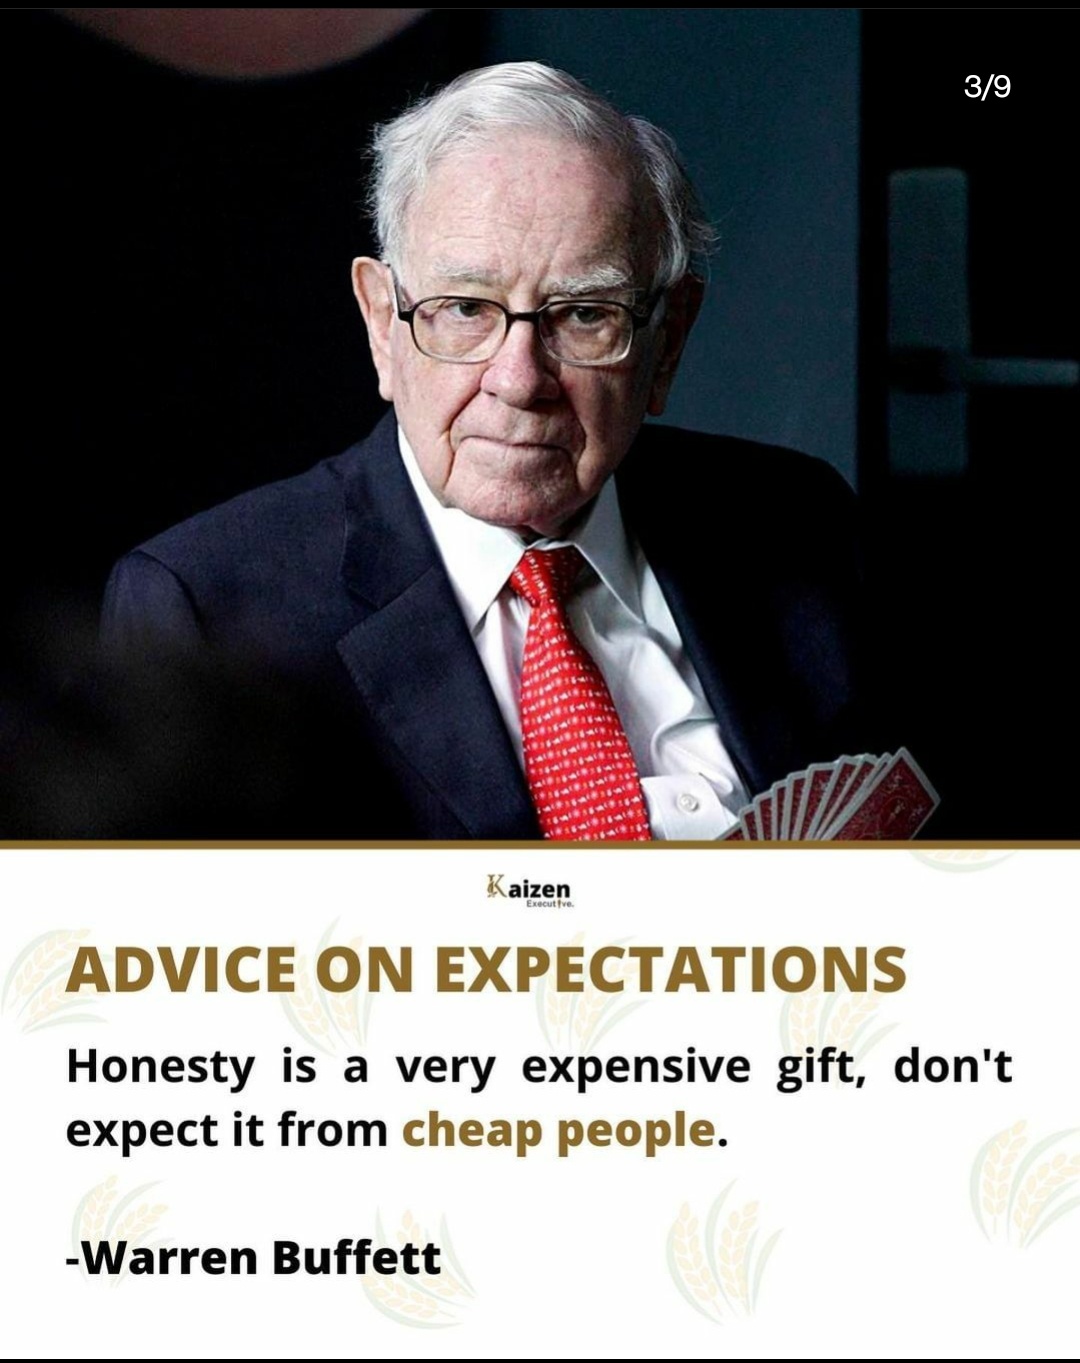 3/9
Kaizen
Executive.
ADVICE ON EXPECTATIONS
Honesty is a very expensive gift, don't
expect it from cheap people.
-Warren Buffett